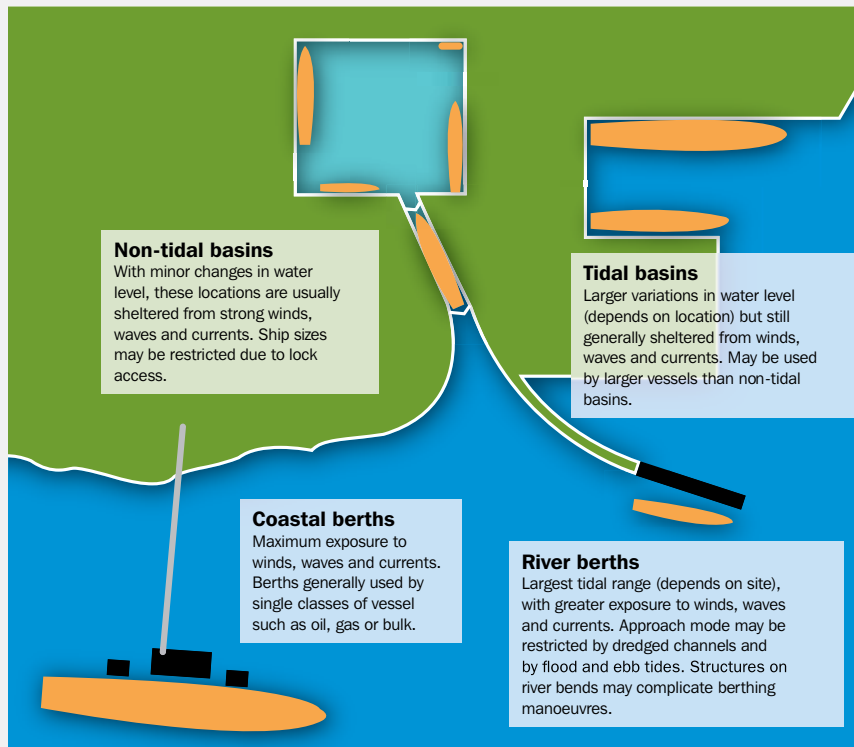 Non-tidal basins
With minor changes in water
level, these locations are usually
sheltered from strong winds,
waves and currents. Ship sizes
may be restricted due to lock
access.
Tidal basins
Larger variations in water level
(depends on location) but still
generally sheltered from winds,
waves and currents. May be used
by larger vessels than non-tidal
basins.
Coastal berths
Maximum exposure to
winds, waves and currents.
Berths generally used by
single classes of vessel
such as oil, gas or bulk.
River berths
Largest tidal range (depends on site),
with greater exposure to winds, waves
and currents. Approach mode may be
restricted by dredged channels and
by flood and ebb tides. Structures on
river bends may complicate berthing
manoeuvres.